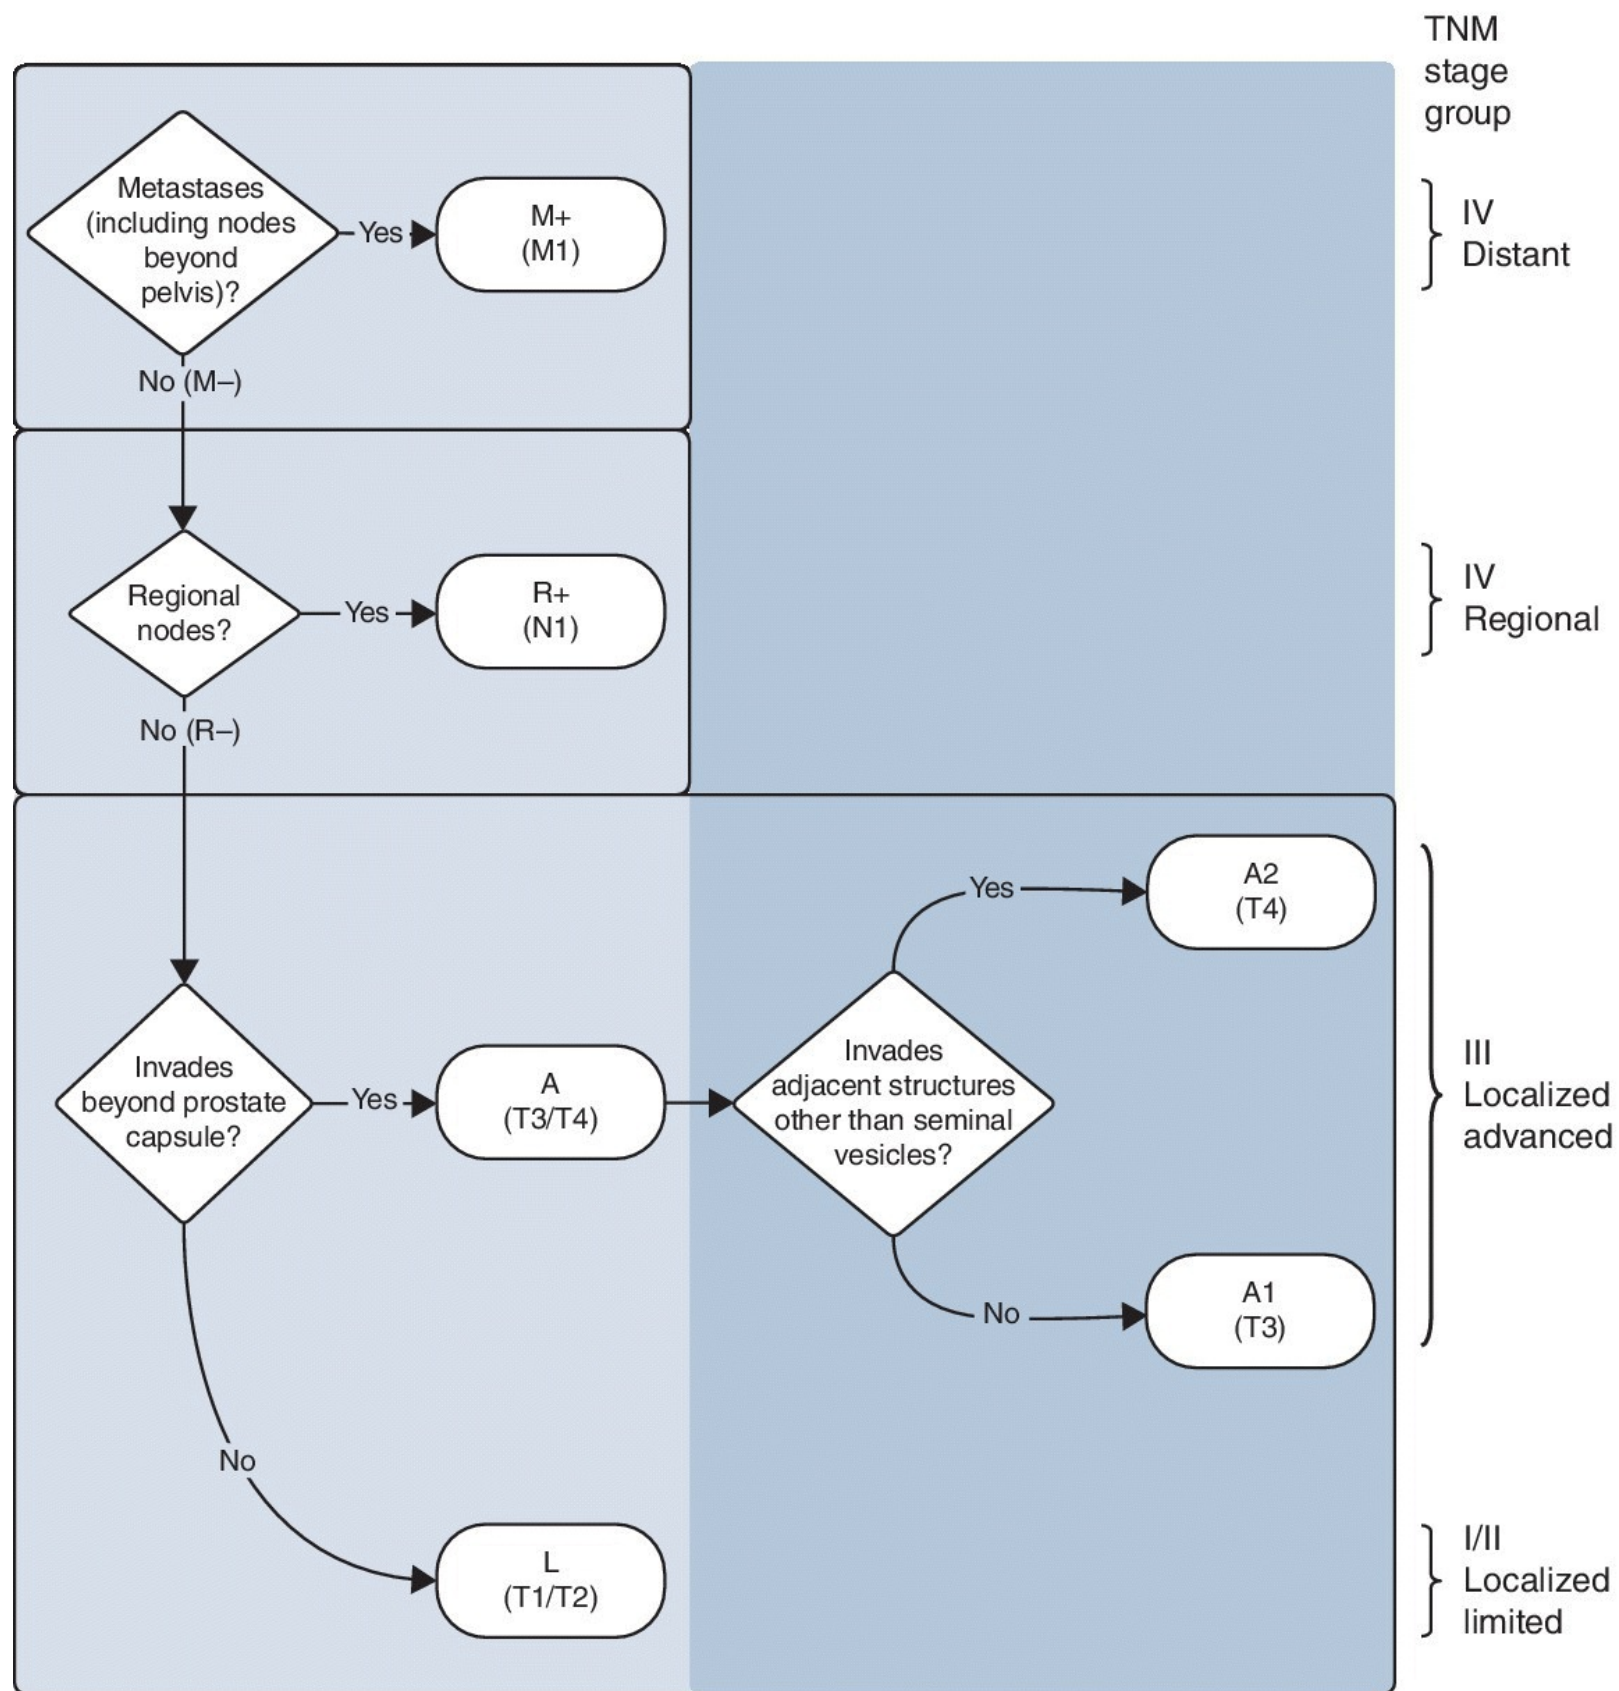 TNM
stage
group
Metastases
(including nodes
beyond
pelvis)?
Yes
M+
(M1)
IV
Distant
No (M–)
Regional
nodes?
Yes
R+
(N1)
IV
Regional
No (R–)
Invades
beyond prostate
capsule?
Yes
A
(T3/T4)
Invades
adjacent structures
other than seminal
vesicles?
Yes
A2
(T4)
No
A1
(T3)
III
Localized
advanced
No
L
(T1/T2)
I/II
Localized
limited